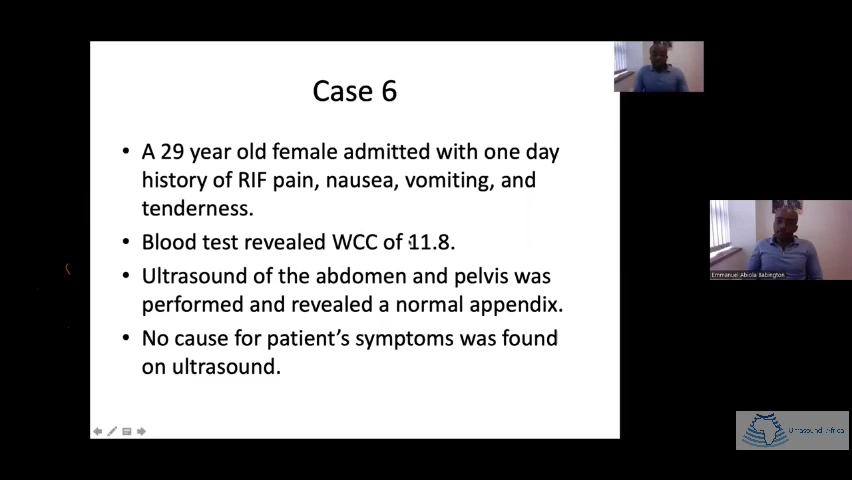 Case 6
• A 29 year old female admitted with one day
history of RIF pain, nausea, vomiting, and
tenderness.
• Blood test revealed WCC of 11.8.
• Ultrasound of the abdomen and pelvis was
performed and revealed a normal appendix.
• No cause for patient's symptoms was found
on ultrasound.
Emmanuel Abiola Babington
Ultrasound Africa